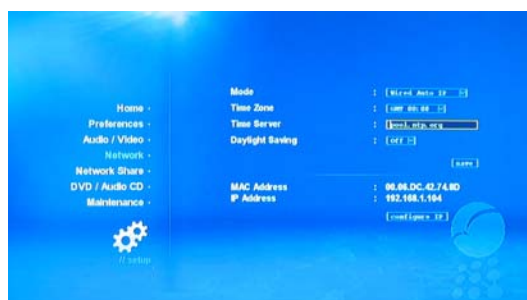 Home
Preferences
Audio / Video
Network
Network Share
DVD / Audio CD
Maintenance
// setup
Mode : [Wired Auto IP]
Time Zone : [GMT 00:00]
Time Server : [pool.ntp.org
Daylight Saving : [off]
[save]
MAC Address : 00.06.DC.42.74.8D
IP Address : 192.168.1.104
[configure IP]